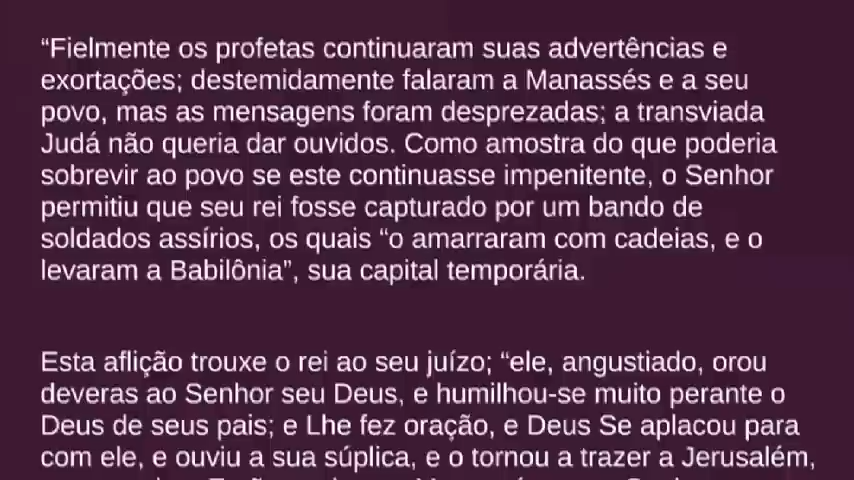 “Fielmente os profetas continuaram suas advertências e
exortações; destemidamente falaram a Manassés e a seu
povo, mas as mensagens foram desprezadas; a transviada
Judá não queria dar ouvidos. Como amostra do que poderia
sobrevir ao povo se este continuasse impenitente, o Senhor
permitiu que seu rei fosse capturado por um bando de
soldados assírios, os quais “o amarraram com cadeias, e o
levaram a Babilônia”, sua capital temporária.
Esta aflição trouxe o rei ao seu juízo; “ele, angustiado, orou
deveras ao Senhor seu Deus, e humilhou-se muito perante o
Deus de seus pais; e Lhe fez oração, e Deus Se aplacou para
com ele, e ouviu a sua súplica, e o tornou a trazer a Jerusalém,